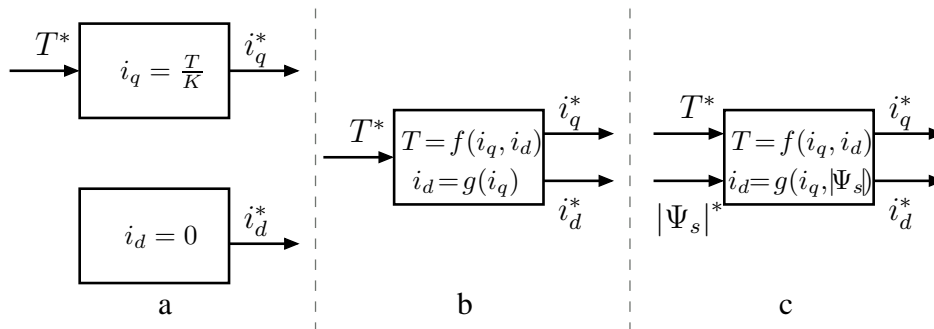 T* i_q = T/K i_q*
i_d = 0 i_d*
a
T* T = f(i_q, i_d) i_q*
i_d = g(i_q) i_d*
b
T* T = f(i_q, i_d) i_q*
|Ψ_s|* i_d = g(i_q, |Ψ_s|) i_d*
c